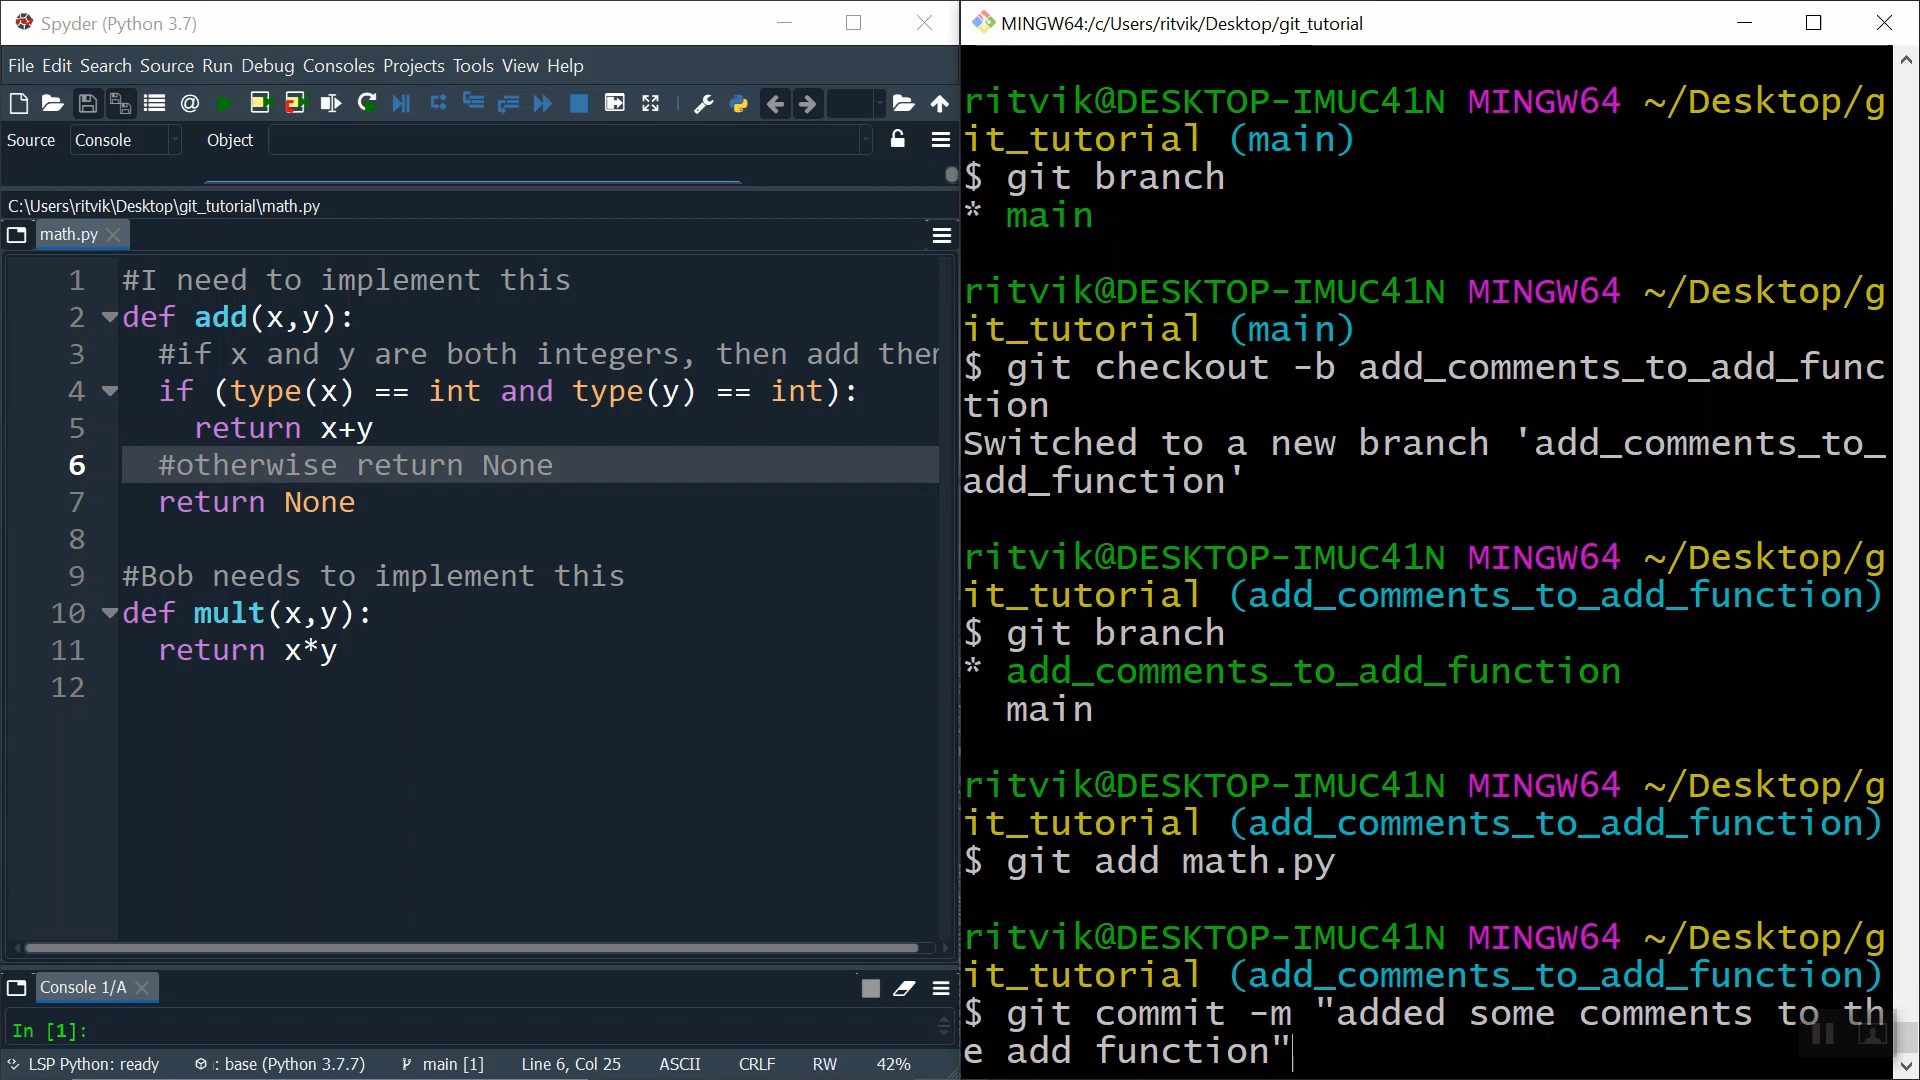 Spyder (Python 3.7)
File Edit Search Source Run Debug Consoles Projects Tools View Help
Source Console Object
C:\Users\ritvik\Desktop\git_tutorial\math.py
math.py
1 #I need to implement this
2 def add(x,y):
3 #if x and y are both integers, then add
4 if (type(x) == int and type(y) == int):
5 return x+y
6 #otherwise return None
7 return None
8
9 #Bob needs to implement this
10 def mult(x,y):
11 return x*y
12
Console 1/A
In [1]:
LSP Python: ready : base (Python 3.7.7) main [1] Line 6, Col 25 ASCII CRLF RW 42%
MINGW64:/c/Users/ritvik/Desktop/git_tutorial
ritvik@DESKTOP-IMUC41N MINGW64 ~/Desktop/g
it_tutorial (main)
$ git branch
* main
ritvik@DESKTOP-IMUC41N MINGW64 ~/Desktop/g
it_tutorial (main)
$ git checkout -b add_comments_to_add_func
tion
Switched to a new branch 'add_comments_to_
add_function'
ritvik@DESKTOP-IMUC41N MINGW64 ~/Desktop/g
it_tutorial (add_comments_to_add_function)
$ git branch
* add_comments_to_add_function
main
ritvik@DESKTOP-IMUC41N MINGW64 ~/Desktop/g
it_tutorial (add_comments_to_add_function)
$ git add math.py
ritvik@DESKTOP-IMUC41N MINGW64 ~/Desktop/g
it_tutorial (add_comments_to_add_function)
$ git commit -m "added some comments to th
e add function"